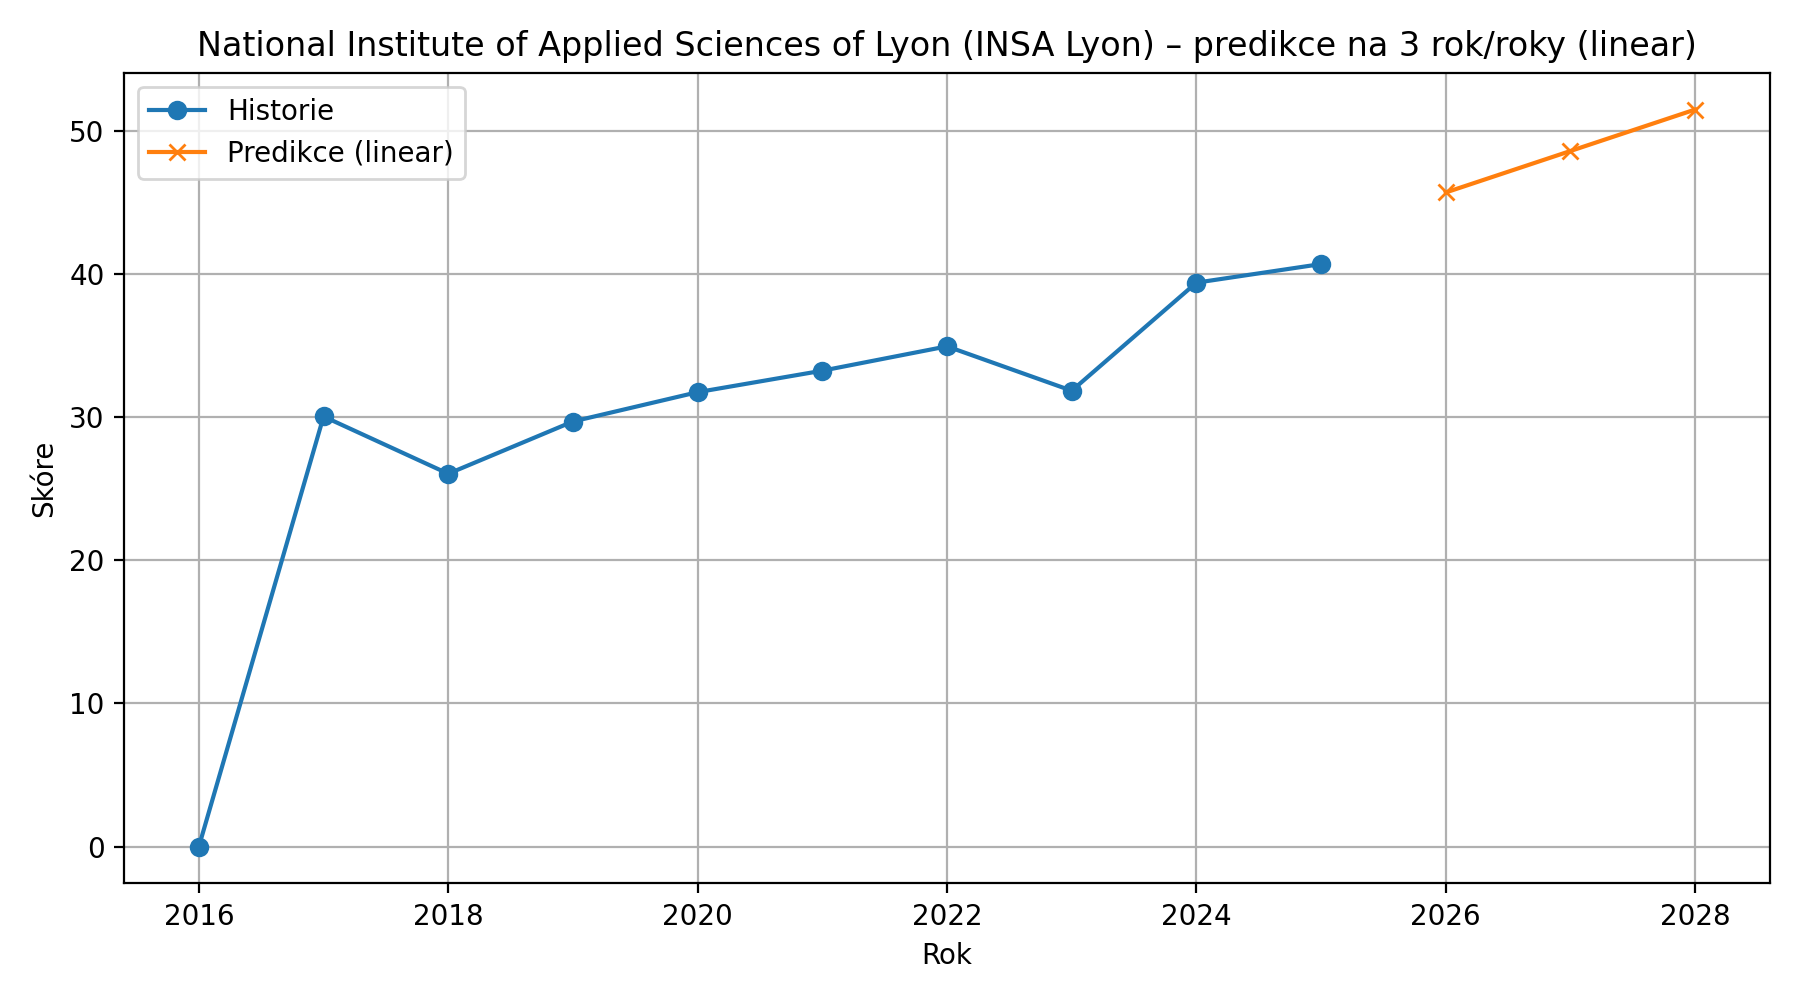 National Institute of Applied Sciences of Lyon (INSA Lyon) – predikce na 3 rok/roky (linear)
Historie
Predikce (linear)
50
40
30
20
10
0
Skóre
2016 2018 2020 2022 2024 2026 2028
Rok